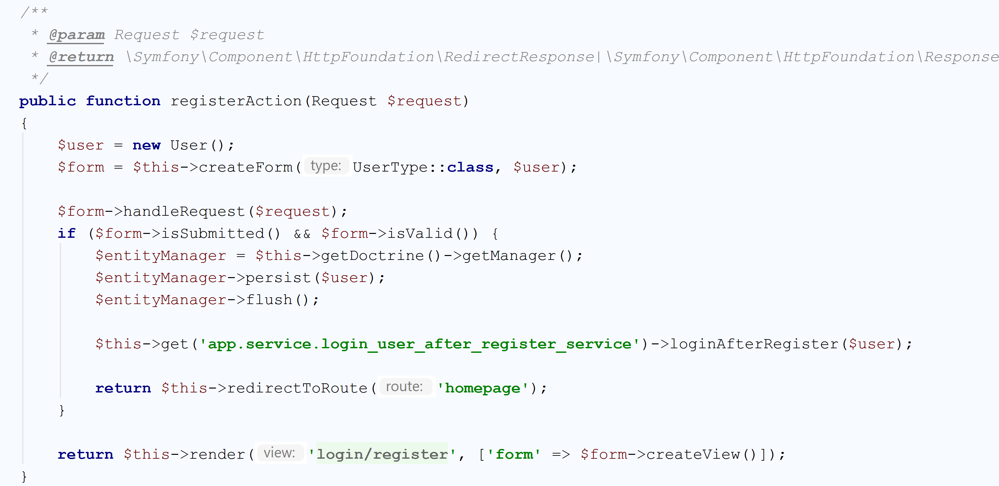 /**
* @param Request $request
* @return \Symfony\Component\HttpFoundation\RedirectResponse|\Symfony\Component\HttpFoundation\Response
*/
public function registerAction(Request $request)
{
$user = new User();
$form = $this->createForm( type: UserType::class, $user);
$form->handleRequest($request);
if ($form->isSubmitted() && $form->isValid()) {
$entityManager = $this->getDoctrine()->getManager();
$entityManager->persist($user);
$entityManager->flush();
$this->get('app.service.login_user_after_register_service')->loginAfterRegister($user);
return $this->redirectToRoute( route: 'homepage');
}
return $this->render( view: 'login/register', ['form' => $form->createView()]);
}